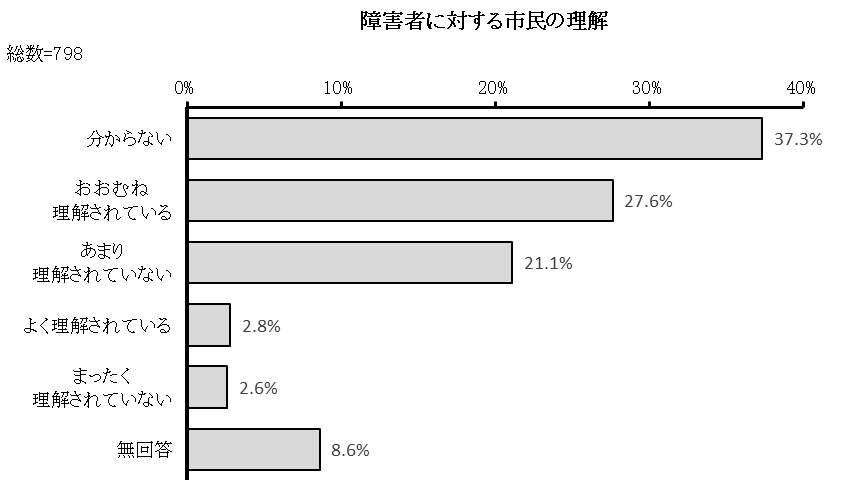 障害者に対する市民の理解
総数=798
0% 10% 20% 30% 40%
分からない 37.3%
おおむね
理解されている 27.6%
あまり
理解されていない 21.1%
よく理解されている 2.8%
まったく
理解されていない 2.6%
無回答 8.6%